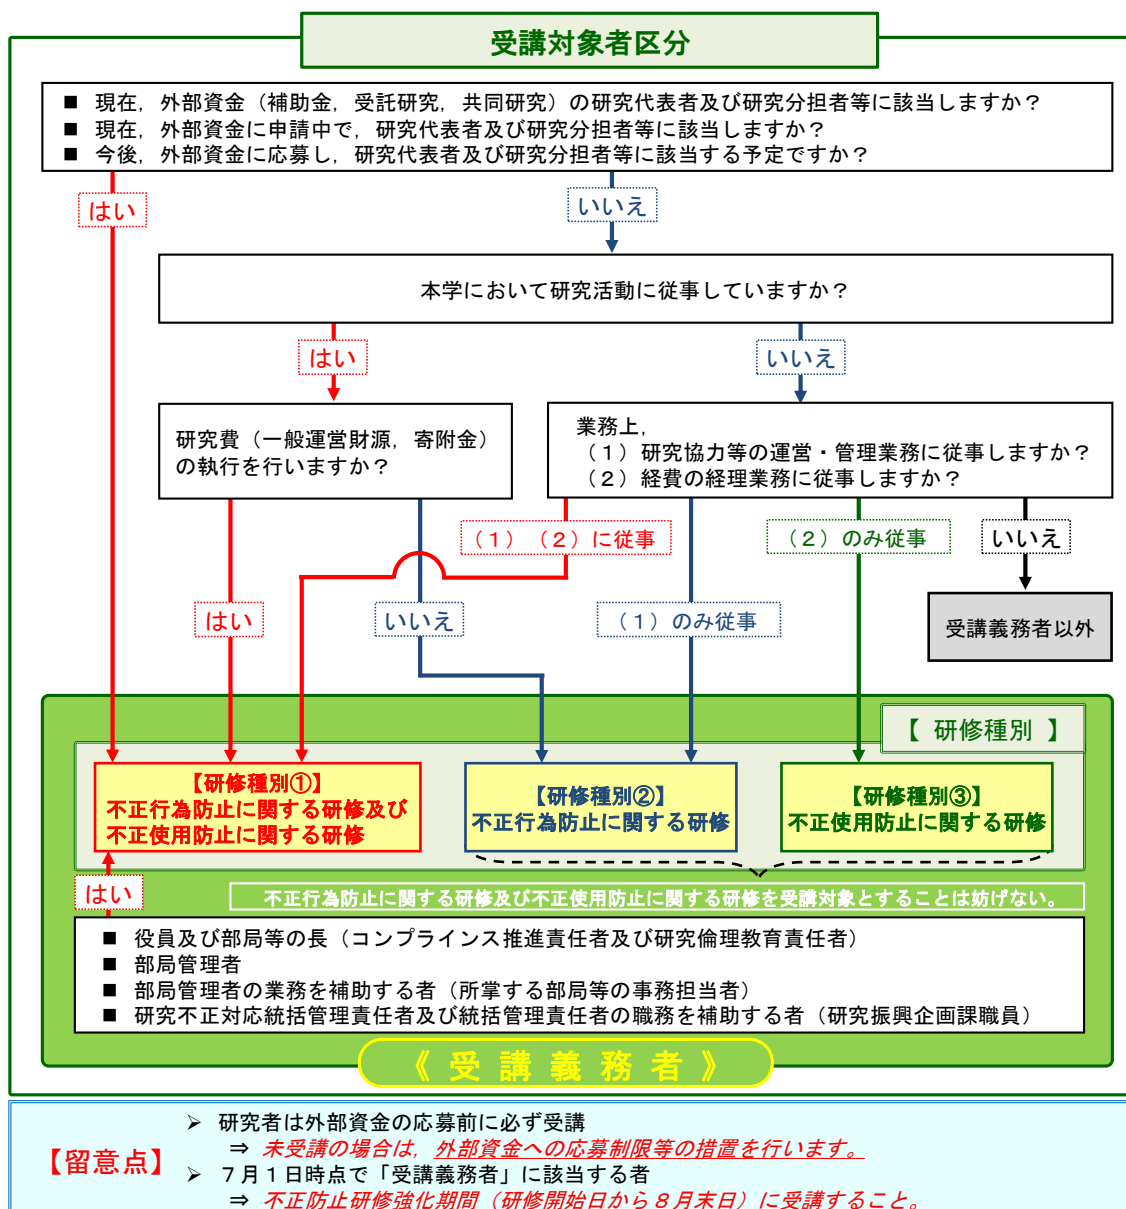 受講対象者区分
■ 現在，外部資金（補助金，受託研究，共同研究）の研究代表者及び研究分担者等に該当しますか？
■ 現在，外部資金に申請中で，研究代表者及び研究分担者等に該当しますか？
■ 今後，外部資金に応募し，研究代表者及び研究分担者等に該当する予定ですか？
はい
いいえ
本学において研究活動に従事していますか？
はい
いいえ
研究費（一般運営財源，寄附金）
の執行を行いますか？
業務上，
（１）研究協力等の運営・管理業務に従事しますか？
（２）経費の経理業務に従事しますか？
（１）（２）に従事
（２）のみ従事
いいえ
はい
いいえ
（１）のみ従事
受講義務者以外
【 研修種別 】
【研修種別①】
不正行為防止に関する研修及び
不正使用防止に関する研修
【研修種別②】
不正行為防止に関する研修
【研修種別③】
不正使用防止に関する研修
はい
不正行為防止に関する研修及び不正使用防止に関する研修を受講対象とすることは妨げない。
■ 役員及び部局等の長（コンプラインス推進責任者及び研究倫理教育責任者）
■ 部局管理者
■ 部局管理者の業務を補助する者（所掌する部局等の事務担当者）
■ 研究不正対応統括管理責任者及び統括管理責任者の職務を補助する者（研究振興企画課職員）
《 受 講 義 務 者 》
【留意点】
➢ 研究者は外部資金の応募前に必ず受講
⇒ 未受講の場合は，外部資金への応募制限等の措置を行います。
➢ ７月１日時点で「受講義務者」に該当する者
⇒ 不正防止研修強化期間（研修開始日から８月末日）に受講すること。